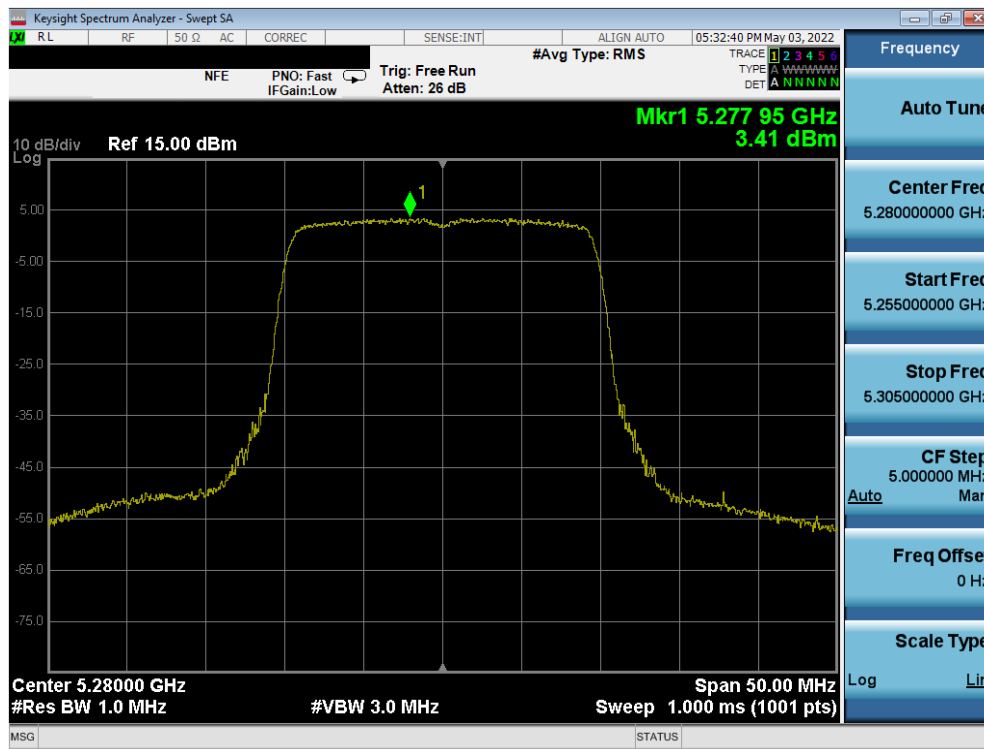 Keysight Spectrum Analyzer - Swept SA
LXI RL RF 50 Ω AC CORREC SENSE:INT ALIGN AUTO 05:32:40 PM May 03, 2022
NFE PNO: Fast Trig: Free Run #Avg Type: RMS TRACE 1 2 3 4 5 6
IFGain:Low Atten: 26 dB TYPE A WWWWW
DET A N N N N N
Mkr1 5.277 95 GHz
3.41 dBm
10 dB/div Ref 15.00 dBm
Log
1
5.00
-5.00
-15.0
-25.0
-35.0
-45.0
-55.0
-65.0
-75.0
Center 5.28000 GHz Span 50.00 MHz
#Res BW 1.0 MHz #VBW 3.0 MHz Sweep 1.000 ms (1001 pts)
MSG STATUS
Frequency
Auto Tune
Center Freq
5.280000000 GHz
Start Freq
5.255000000 GHz
Stop Freq
5.305000000 GHz
CF Step
5.000000 MHz
Auto Man
Freq Offset
0 Hz
Scale Type
Log Lin